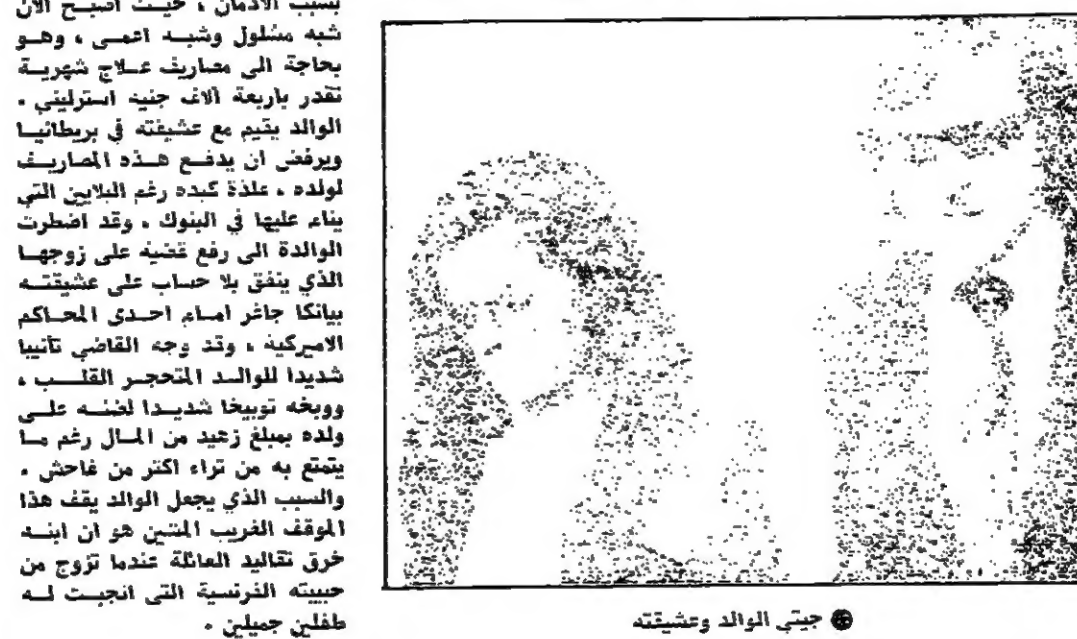 بسبب الادمان ، حيث اصبح الآن
شبه مشلول وشبه اعمى ، وهو
بحاجة الى مصاريف علاج شهرية
تقدر باربعة آلاف جنيه استرليني .
الوالد يقيم مع عشيقته في بريطانيا
ويرفض ان يدفع هذه المصاريف
لولده ، فلذة كبده رغم البلايين التي
ينام عليها في البنوك . وقد اضطرت
الوالدة الى رفع قضية على زوجها
الذي ينفق بلا حساب على عشيقته
بيانكا جاغر امام احدى المحاكم
الاميركية ، وقد وجه القاضي تأنيبا
شديدا للوالد المتحجر القلب ،
ووبخه توبيخا شديدا لضنه على
ولده بمبلغ زهيد من المال رغم ما
يتمتع به من ثراء اكثر من فاحش .
والسبب الذي يجعل الوالد يقف هذا
الموقف الغريب المشين هو ان ابنه
خرق تقاليد العائلة عندما تزوج من
حبيبته الفرنسية التي انجبت له
طفلين جميلين .
جيتي الوالد وعشيقته